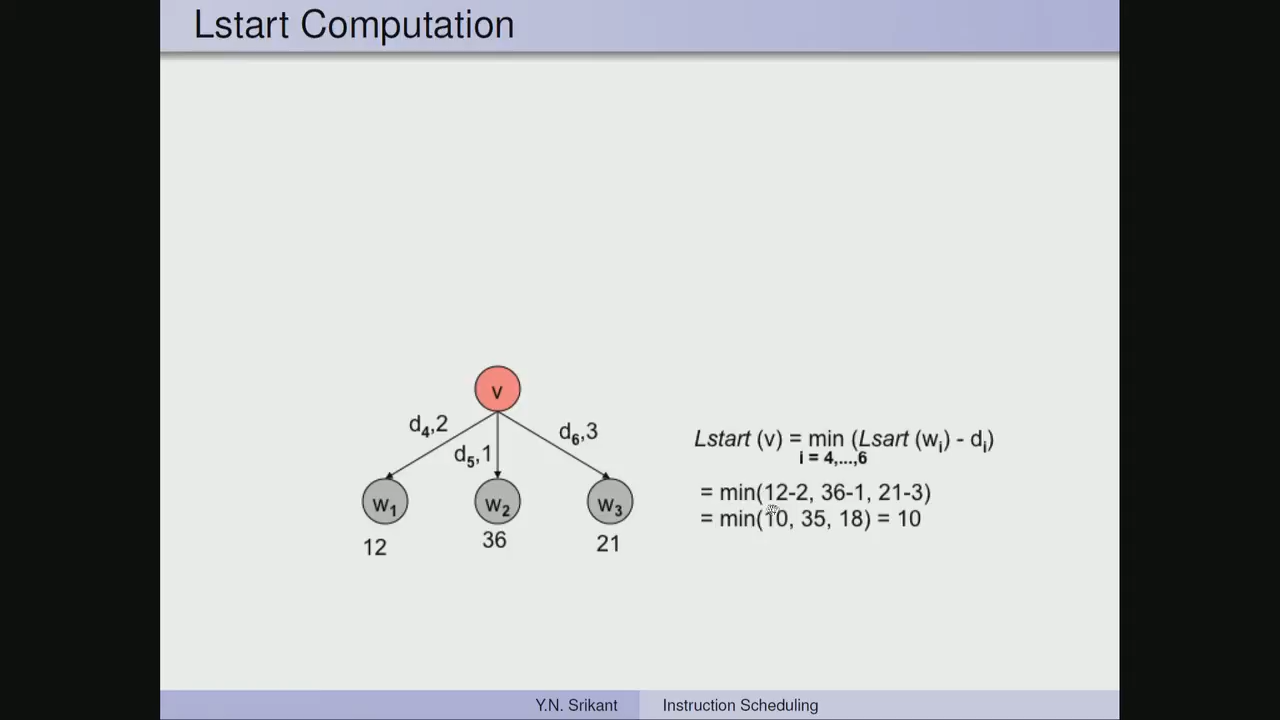 Lstart Computation
v
d4,2
d5,1
d6,3
w1
w2
w3
12
36
21
Lstart (v) = min (Lsart (wi) - di)
i = 4,...,6
= min(12-2, 36-1, 21-3)
= min(10, 35, 18) = 10
Y.N. Srikant
Instruction Scheduling